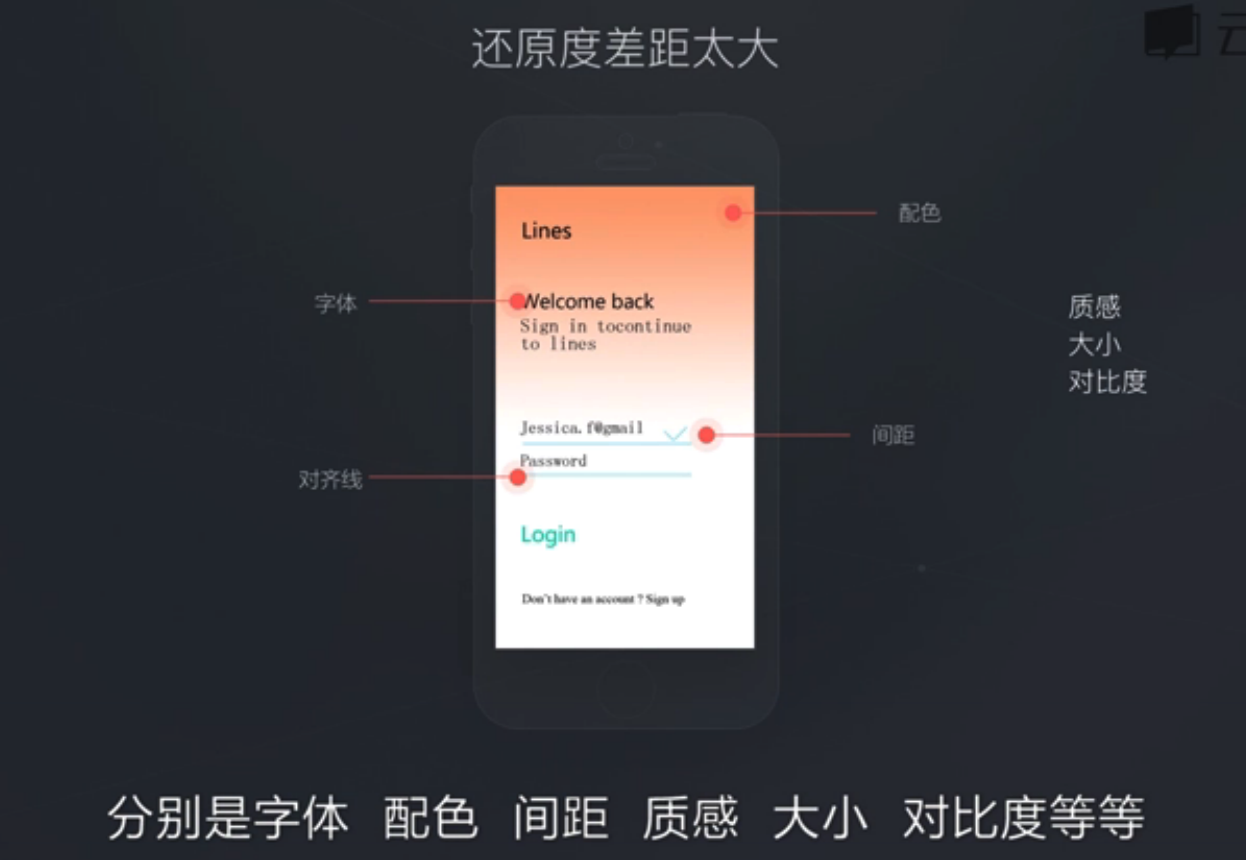 还原度差距太大
云
配色
Lines
字体
Welcome back
Sign in tocontinue
to lines
质感
大小
对比度
Jessica.f@gmail
间距
Password
对齐线
Login
Don't have an account ? Sign up
分别是字体 配色 间距 质感 大小 对比度等等